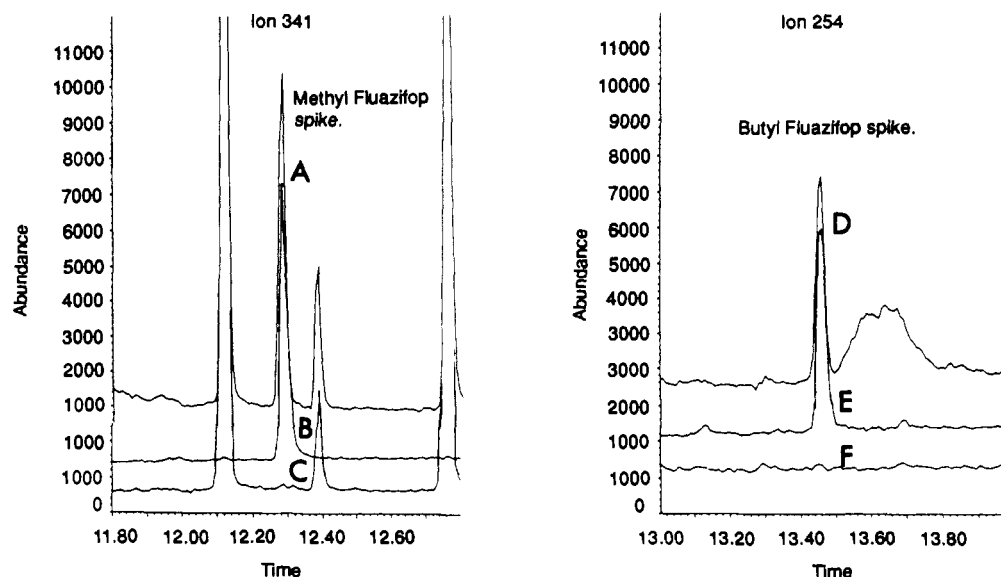 Ion 341
11000
10000
9000
8000
7000
6000
5000
4000
3000
2000
1000
1000
1000
0
Abundance
Methyl Fluazifop
spike.
A
B
C
11.80 12.00 12.20 12.40 12.60
Time
Ion 254
11000
10000
9000
8000
7000
6000
5000
4000
3000
2000
1000
1000
0
Abundance
Butyl Fluazifop spike.
D
E
F
13.00 13.20 13.40 13.60 13.80
Time